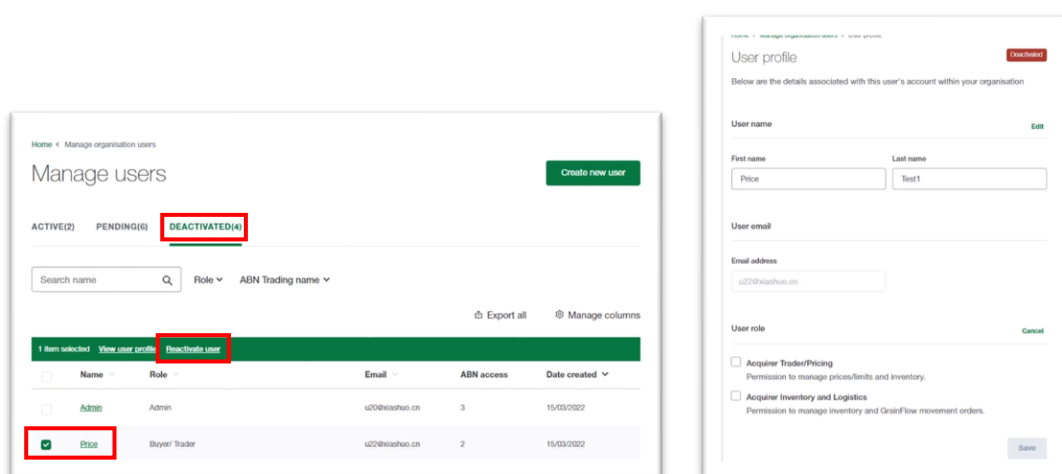 Home < Manage organisation users
Manage users
Create new user
ACTIVE(2) PENDING(6) DEACTIVATED(4)
Search name Role ABN Trading name
Export all Manage columns
1 item selected View user profile Reactivate user
Name Role Email ABN access Date created
Admin Admin u20@xiashuo.cn 3 15/03/2022
Price Buyer/ Trader u22@xiashuo.cn 2 15/03/2022
Home < Manage organisation users < User profile
User profile Deactivated
Below are the details associated with this user's account within your organisation
User name Edit
First name Last name
Price Test1
User email
Email address
u22@xiashuo.cn
User role Cancel
Acquirer Trader/Pricing
Permission to manage prices/limits and inventory.
Acquirer Inventory and Logistics
Permission to manage inventory and GrainFlow movement orders.
Save